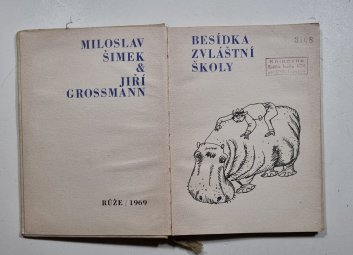 MILOSLAV
ŠIMEK
&
JIŘÍ
GROSSMANN
RŮŽE / 1969
BESÍDKA
ZVLÁŠTNÍ
ŠKOLY